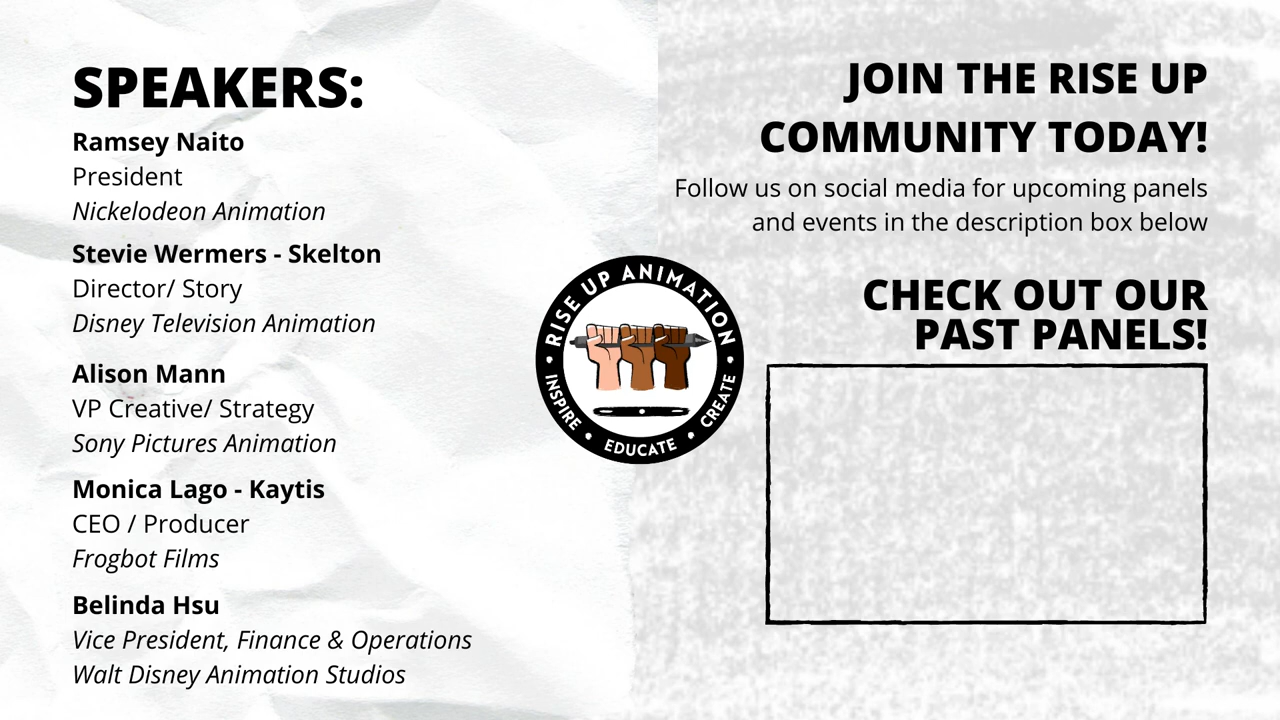 SPEAKERS:
Ramsey Naito
President
Nickelodeon Animation
Stevie Wermers - Skelton
Director/ Story
Disney Television Animation
Alison Mann
VP Creative/ Strategy
Sony Pictures Animation
Monica Lago - Kaytis
CEO / Producer
Frogbot Films
Belinda Hsu
Vice President, Finance & Operations
Walt Disney Animation Studios
RISE UP ANIMATION
INSPIRE • EDUCATE • CREATE
JOIN THE RISE UP
COMMUNITY TODAY!
Follow us on social media for upcoming panels
and events in the description box below
CHECK OUT OUR
PAST PANELS!